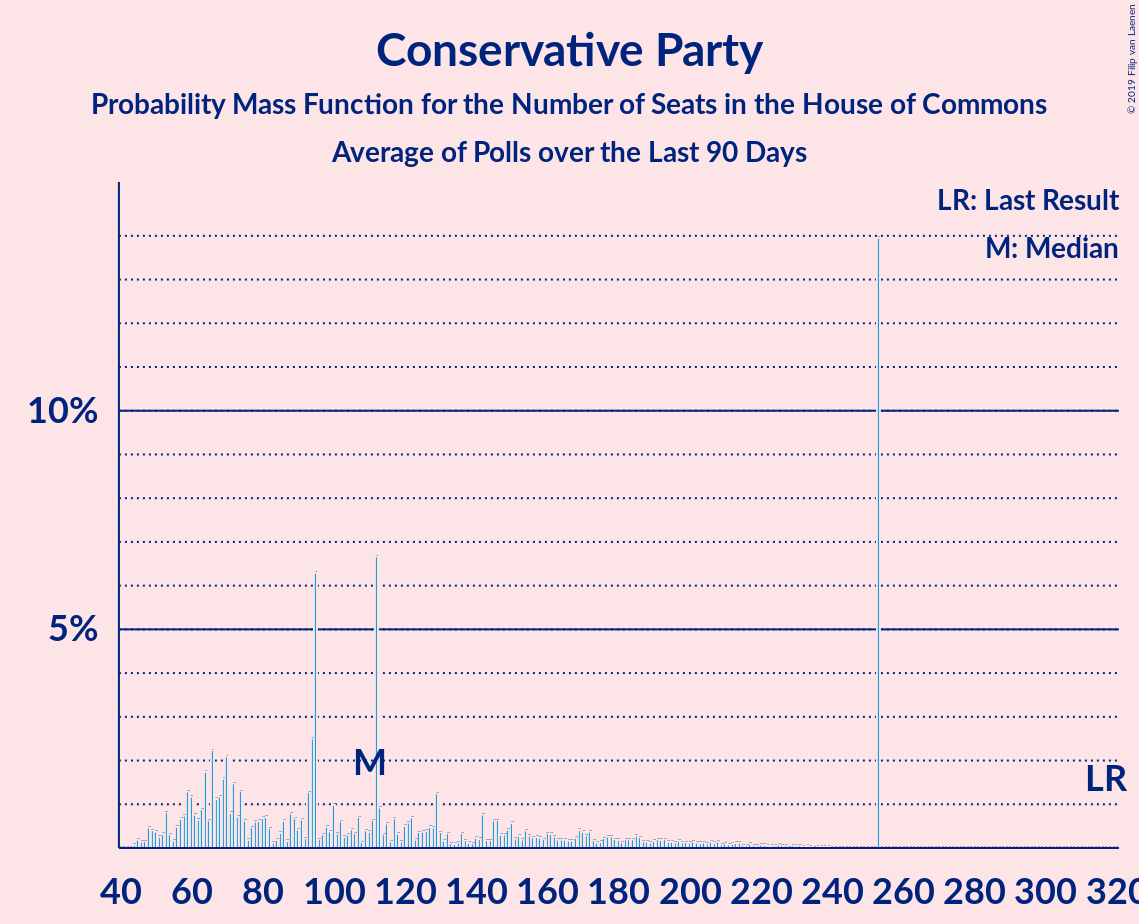 Conservative Party
Probability Mass Function for the Number of Seats in the House of Commons
Average of Polls over the Last 90 Days
© 2019 Filip van Laenen
LR: Last Result
M: Median
10%
5%
M
LR
40 60 80 100 120 140 160 180 200 220 240 260 280 300 320